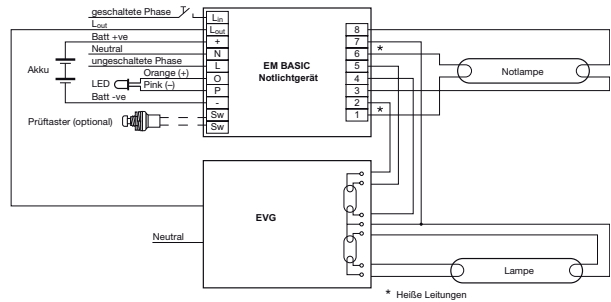 geschaltete Phase
Lin
Lout
Lout
8
Batt +ve
+
7
Neutral
N
*
6
ungeschaltete Phase
L
EM BASIC
Notlichtgerät
5
Notlampe
Akku
Orange (+)
O
4
LED
Pink (–)
P
3
Batt -ve
-
2
Sw
*
1
Prüftaster (optional)
Sw
EVG
Neutral
Lampe
* Heiße Leitungen